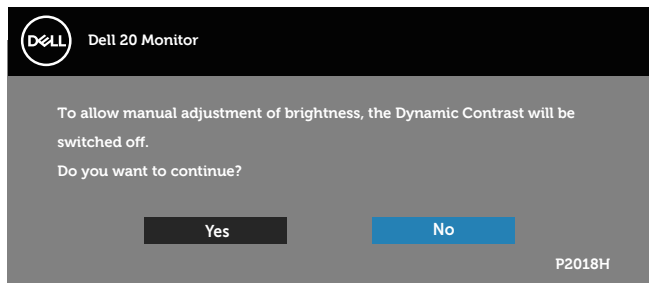 DELL
Dell 20 Monitor
To allow manual adjustment of brightness, the Dynamic Contrast will be
switched off.
Do you want to continue?
Yes No
P2018H